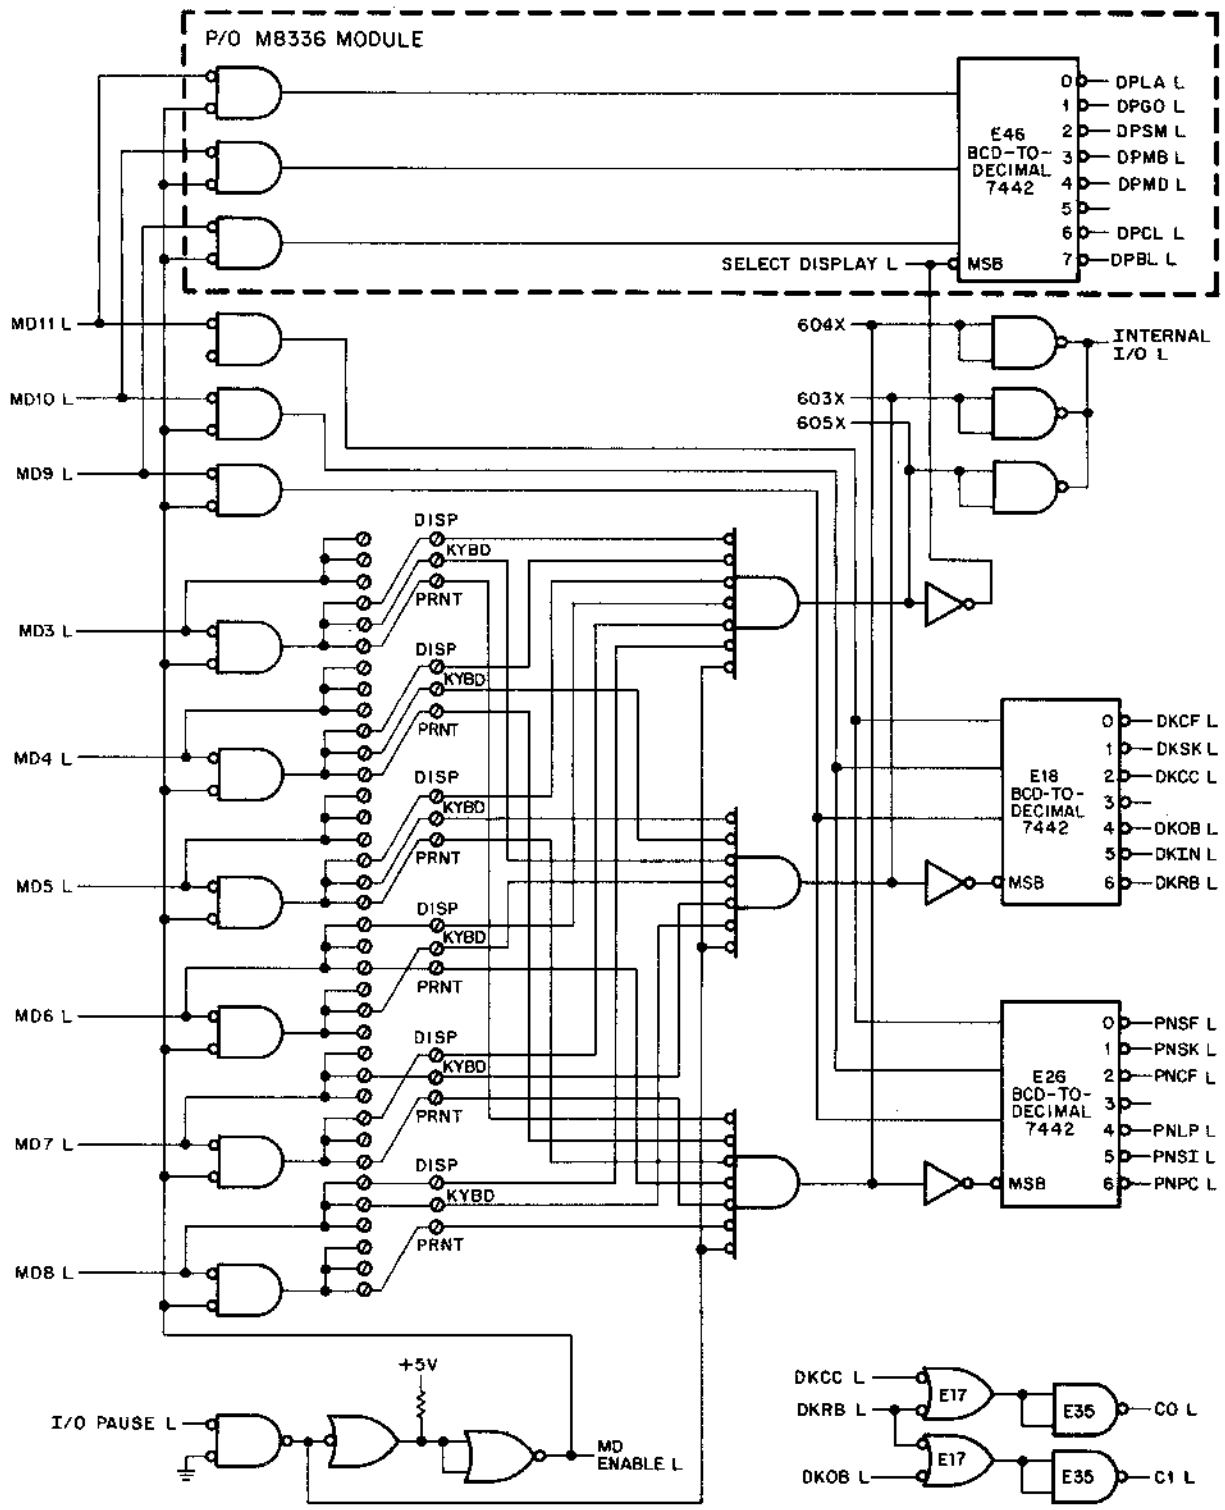 P/O M8336 MODULE
E46
BCD-TO-
DECIMAL
7442
0
1
2
3
4
5
6
7
MSB
DPLA L
DPGO L
DPSM L
DPMB L
DPMD L
DPCL L
DPBL L
SELECT DISPLAY L
MD11 L
MD10 L
MD9 L
604X
603X
605X
INTERNAL
I/O L
DISP
KYBD
PRNT
MD3 L
DISP
KYBD
PRNT
MD4 L
DISP
KYBD
PRNT
MD5 L
DISP
KYBD
PRNT
MD6 L
DISP
KYBD
PRNT
MD7 L
DISP
KYBD
PRNT
MD8 L
E18
BCD-TO-
DECIMAL
7442
MSB
0
1
2
3
4
5
6
DKCF L
DKSK L
DKCC L
DKOB L
DKIN L
DKRB L
E26
BCD-TO-
DECIMAL
7442
MSB
0
1
2
3
4
5
6
PNSF L
PNSK L
PNCF L
PNLP L
PNSI L
PNPC L
+5V
I/O PAUSE L
MD
ENABLE L
DKCC L
DKRB L
DKOB L
E17
E35
C0 L
E17
E35
C1 L